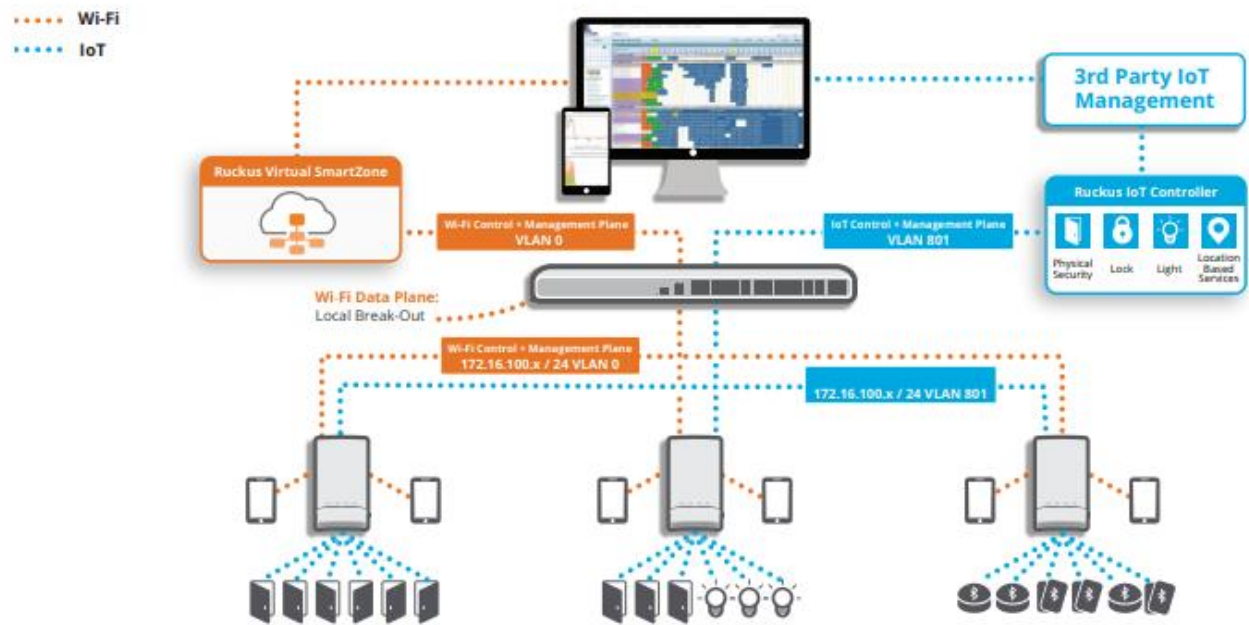 Wi-Fi
IoT
3rd Party IoT
Management
Ruckus Virtual SmartZone
Ruckus IoT Controller
Wi-Fi Control + Management Plane
VLAN 0
IoT Control + Management Plane
VLAN 801
Physical
Security
Lock
Light
Location
Based
Services
Wi-Fi Data Plane:
Local Break-Out
Wi-Fi Control + Management Plane
172.16.100.x / 24 VLAN 0
172.16.100.x / 24 VLAN 801